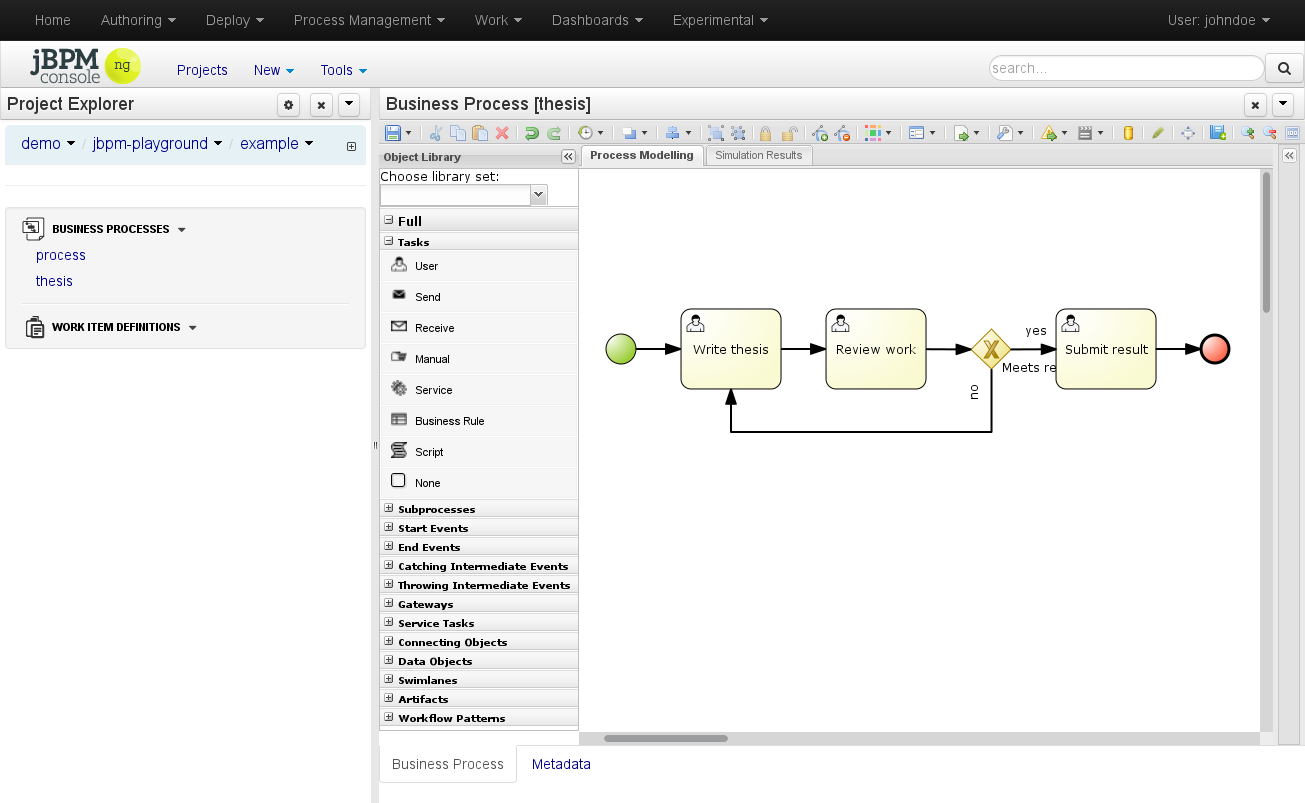 Home Authoring Deploy Process Management Work Dashboards Experimental User: johndoe
jBPM console ng Projects New Tools search...
Project Explorer
demo / jbpm-playground / example
BUSINESS PROCESSES
process
thesis
WORK ITEM DEFINITIONS
Business Process [thesis]
Object Library
Choose library set:
Full
Tasks
User
Send
Receive
Manual
Service
Business Rule
Script
None
Subprocesses
Start Events
End Events
Catching Intermediate Events
Throwing Intermediate Events
Gateways
Service Tasks
Connecting Objects
Data Objects
Swimlanes
Artifacts
Workflow Patterns
Process Modelling Simulation Results
Write thesis
Review work
X
yes
Meets re
no
Submit result
Business Process Metadata